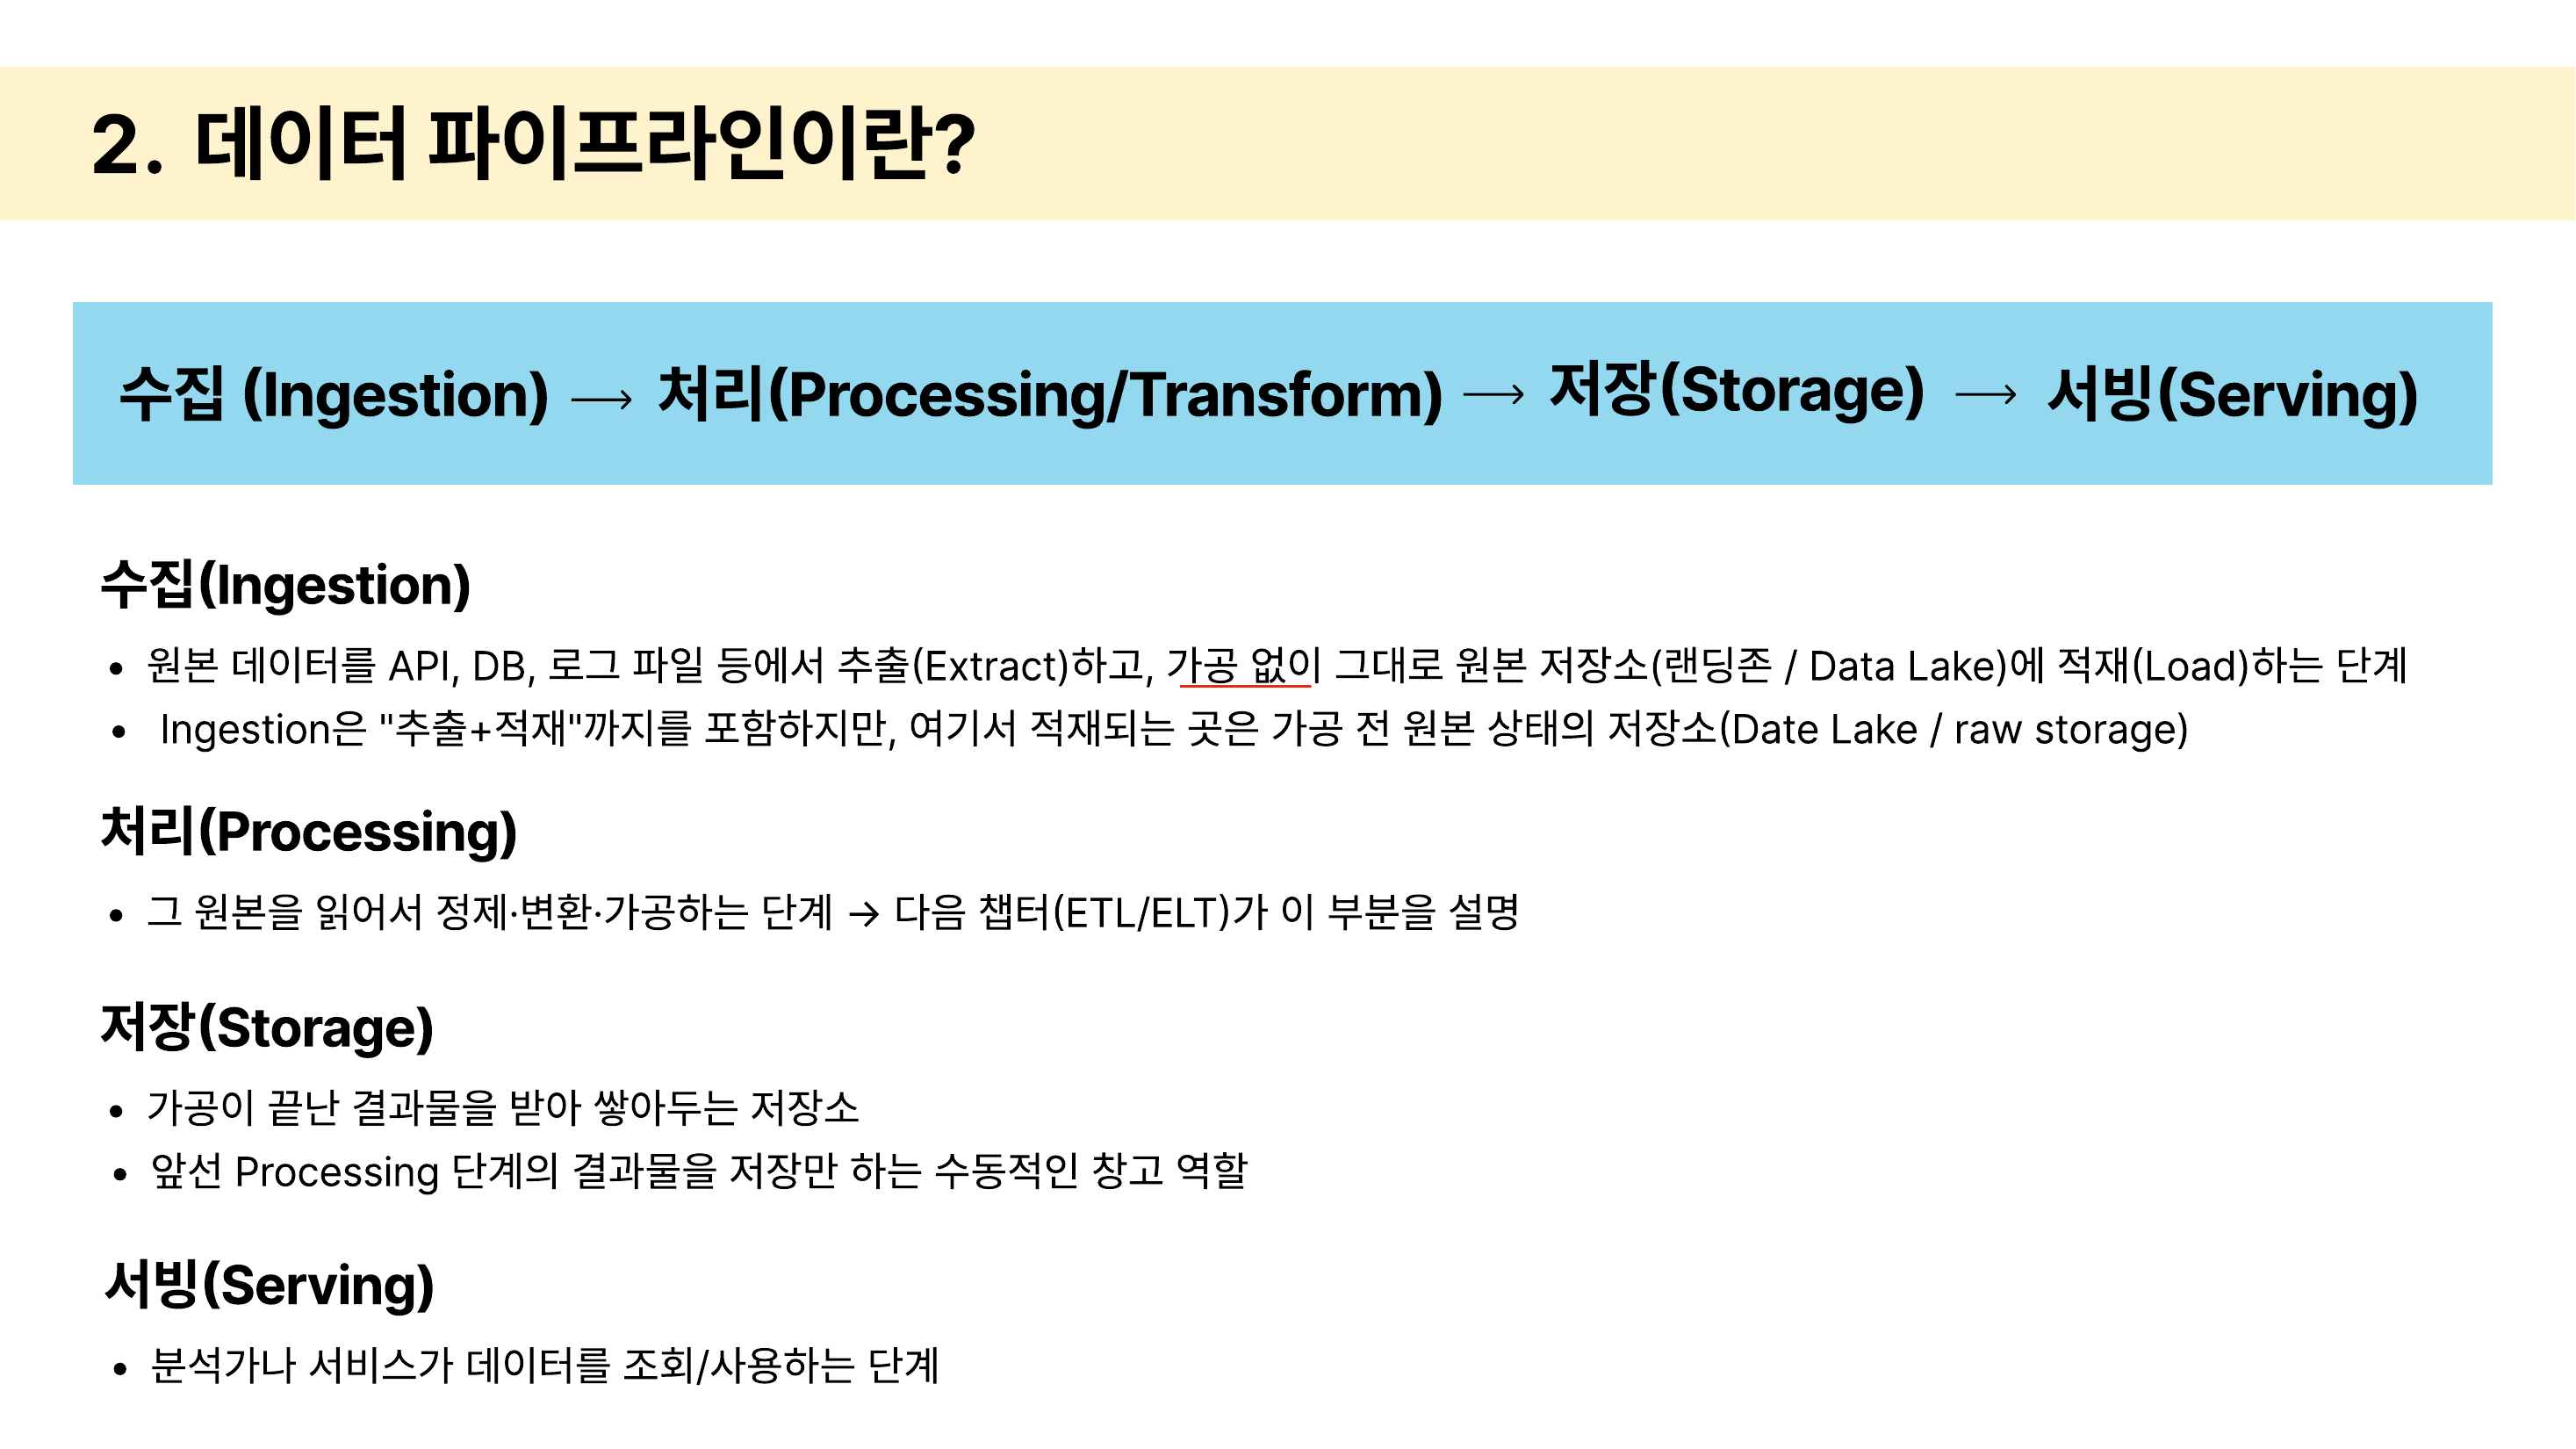 2. 데이터 파이프라인이란?
수집 (Ingestion) → 처리(Processing/Transform) → 저장(Storage) → 서빙(Serving)
수집(Ingestion)
• 원본 데이터를 API, DB, 로그 파일 등에서 추출(Extract)하고, 가공 없이 그대로 원본 저장소(랜딩존 / Data Lake)에 적재(Load)하는 단계
• Ingestion은 "추출+적재"까지를 포함하지만, 여기서 적재되는 곳은 가공 전 원본 상태의 저장소(Date Lake / raw storage)
처리(Processing)
• 그 원본을 읽어서 정제·변환·가공하는 단계 → 다음 챕터(ETL/ELT)가 이 부분을 설명
저장(Storage)
• 가공이 끝난 결과물을 받아 쌓아두는 저장소
• 앞선 Processing 단계의 결과물을 저장만 하는 수동적인 창고 역할
서빙(Serving)
• 분석가나 서비스가 데이터를 조회/사용하는 단계